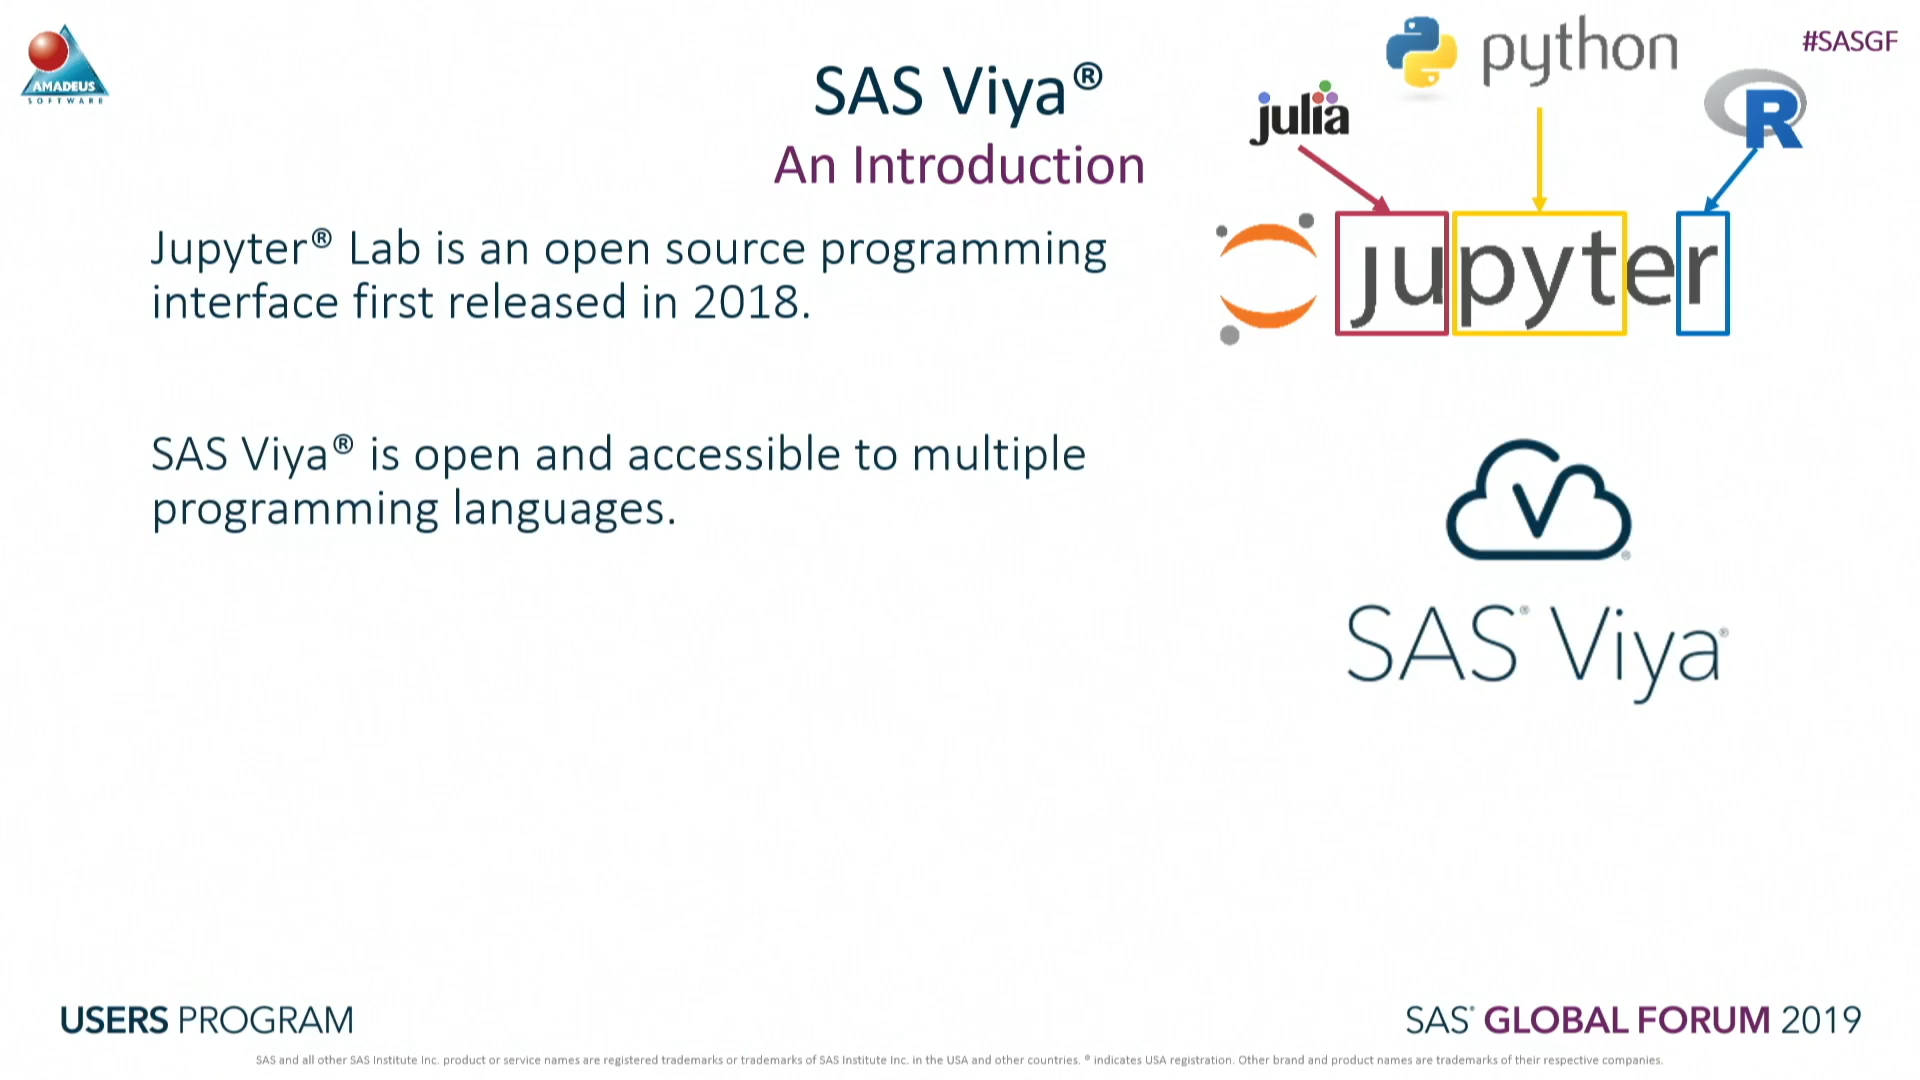 AMADEUS
SOFTWARE
SAS Viya®
An Introduction
#SASGF
python
julia
R
jupyter
Jupyter® Lab is an open source programming
interface first released in 2018.
SAS Viya® is open and accessible to multiple
programming languages.
SAS® Viya®
USERS PROGRAM
SAS® GLOBAL FORUM 2019
SAS and all other SAS Institute Inc. product or service names are registered trademarks or trademarks of SAS Institute Inc. in the USA and other countries. ® indicates USA registration. Other brand and product names are trademarks of their respective companies.